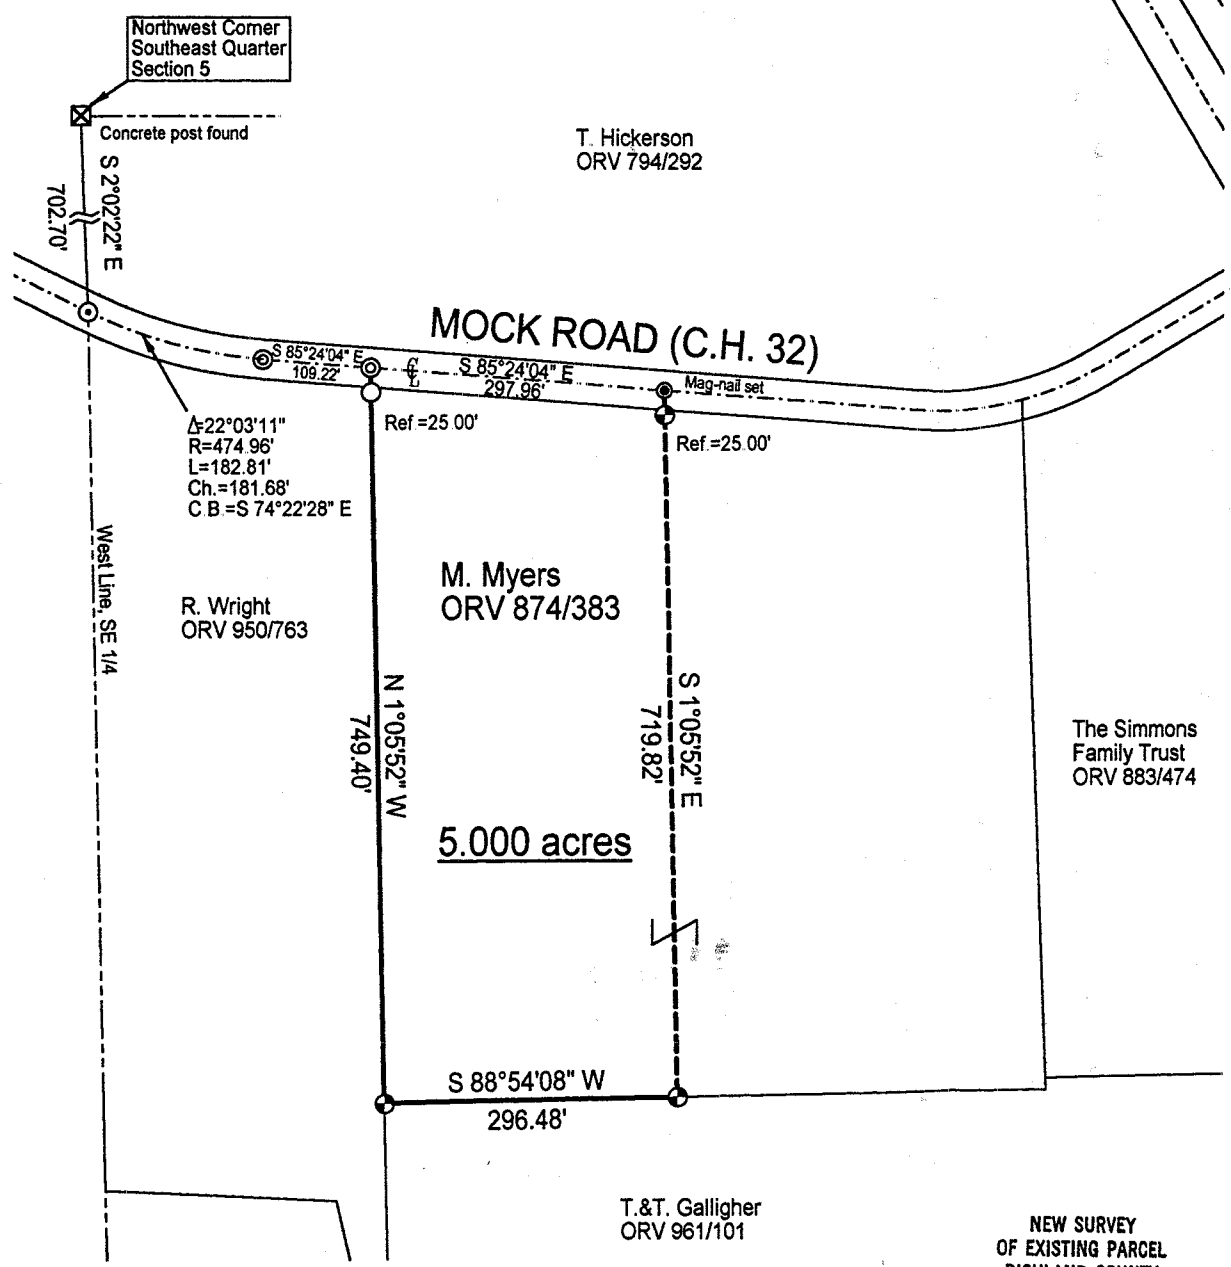 Northwest Corner
Southeast Quarter
Section 5
Concrete post found
S 2°02'22" E
702.70'
T. Hickerson
ORV 794/292
MOCK ROAD (C.H. 32)
S 85°24'04" E
109.22'
S 85°24'04" E
297.96'
Mag-nail set
Ref.=25.00'
Ref.=25.00'
Δ=22°03'11"
R=474.96'
L=182.81'
Ch.=181.68'
C.B.=S 74°22'28" E
West Line, SE 1/4
R. Wright
ORV 950/763
M. Myers
ORV 874/383
N 1°05'52" W
749.40'
S 1°05'52" E
719.82'
The Simmons
Family Trust
ORV 883/474
5.000 acres
S 88°54'08" W
296.48'
T.&T. Galligher
ORV 961/101
NEW SURVEY
OF EXISTING PARCEL